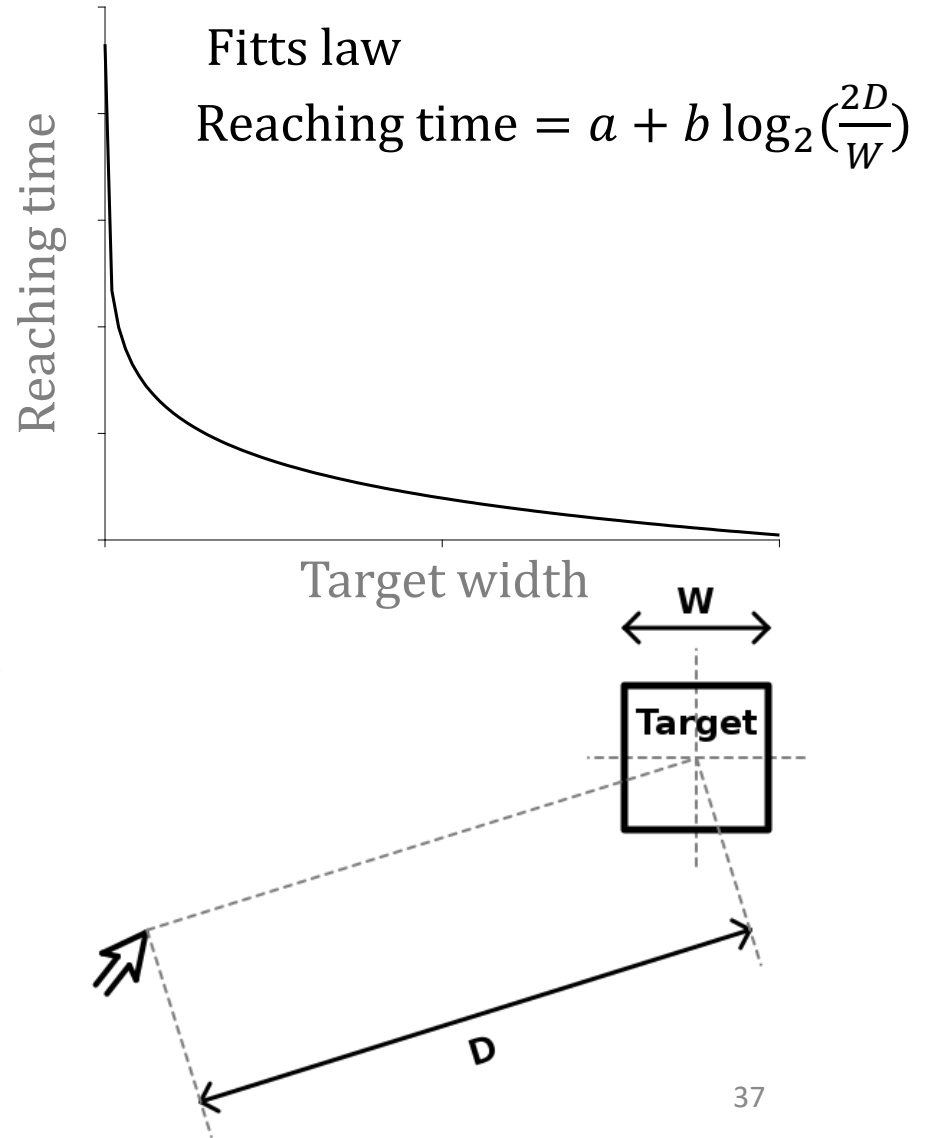 Fitts law
Reaching time = a + b log₂(2D/W)
Reaching time
Target width
W
Target
D
37